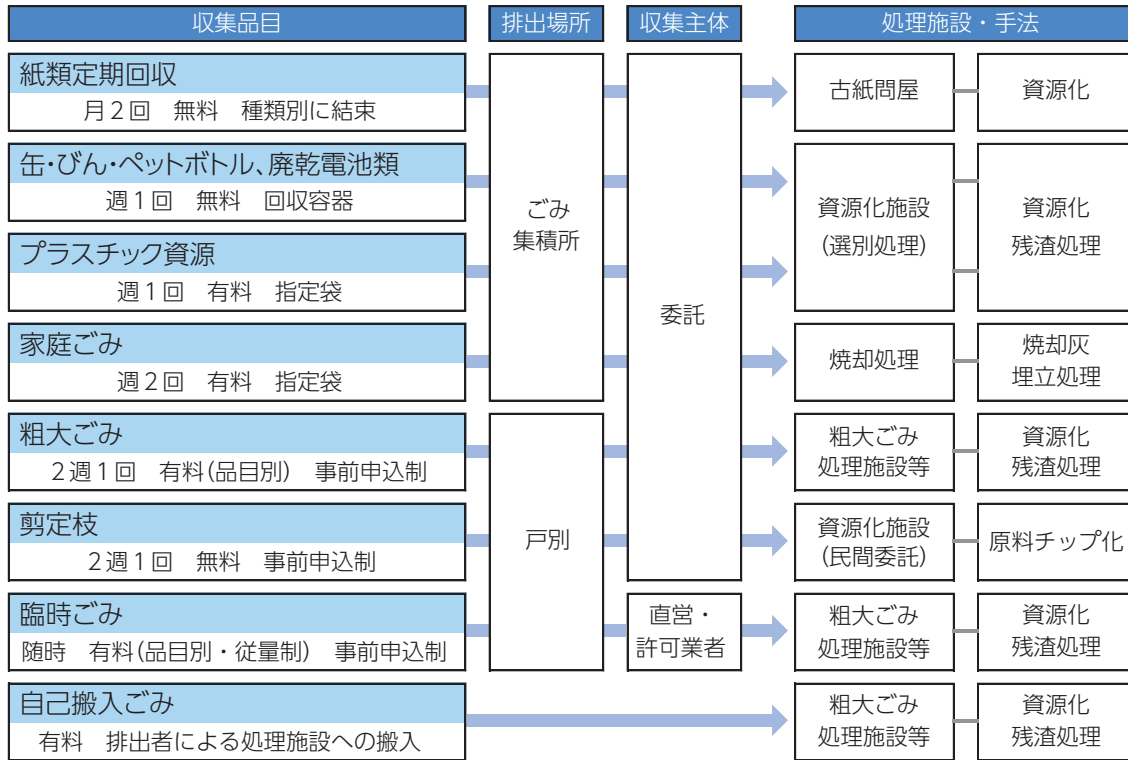 収集品目
排出場所
収集主体
処理施設・手法
紙類定期回収
月2回　無料　種類別に結束
缶・びん・ペットボトル、廃乾電池類
週1回　無料　回収容器
プラスチック資源
週1回　有料　指定袋
家庭ごみ
週2回　有料　指定袋
粗大ごみ
2週1回　有料(品目別)　事前申込制
剪定枝
2週1回　無料　事前申込制
臨時ごみ
随時　有料(品目別・従量制)　事前申込制
自己搬入ごみ
有料　排出者による処理施設への搬入
ごみ
集積所
戸別
委託
直営・
許可業者
古紙問屋
資源化
資源化施設
(選別処理)
資源化
残渣処理
焼却処理
焼却灰
埋立処理
粗大ごみ
処理施設等
資源化
残渣処理
資源化施設
(民間委託)
原料チップ化
粗大ごみ
処理施設等
資源化
残渣処理
粗大ごみ
処理施設等
資源化
残渣処理